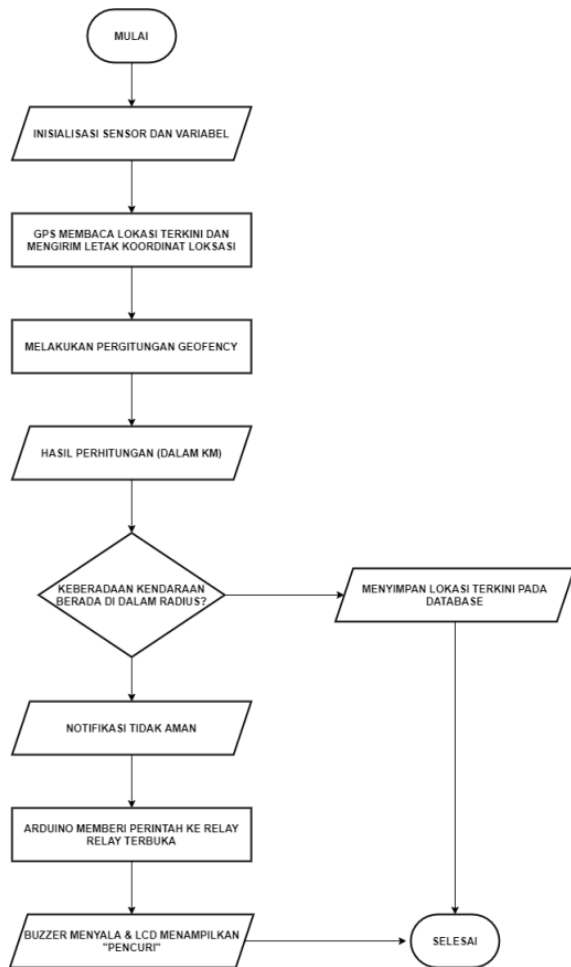 MULAI
INISIALISASI SENSOR DAN VARIABEL
GPS MEMBACA LOKASI TERKINI DAN
MENGIRIM LETAK KOORDINAT LOKSASI
MELAKUKAN PERGITUNGAN GEOFENCY
HASIL PERHITUNGAN (DALAM KM)
KEBERADAAN KENDARAAN
BERADA DI DALAM RADIUS?
MENYIMPAN LOKASI TERKINI PADA
DATABASE
NOTIFIKASI TIDAK AMAN
ARDUINO MEMBERI PERINTAH KE RELAY
RELAY TERBUKA
BUZZER MENYALA & LCD MENAMPILKAN
"PENCURI"
SELESAI